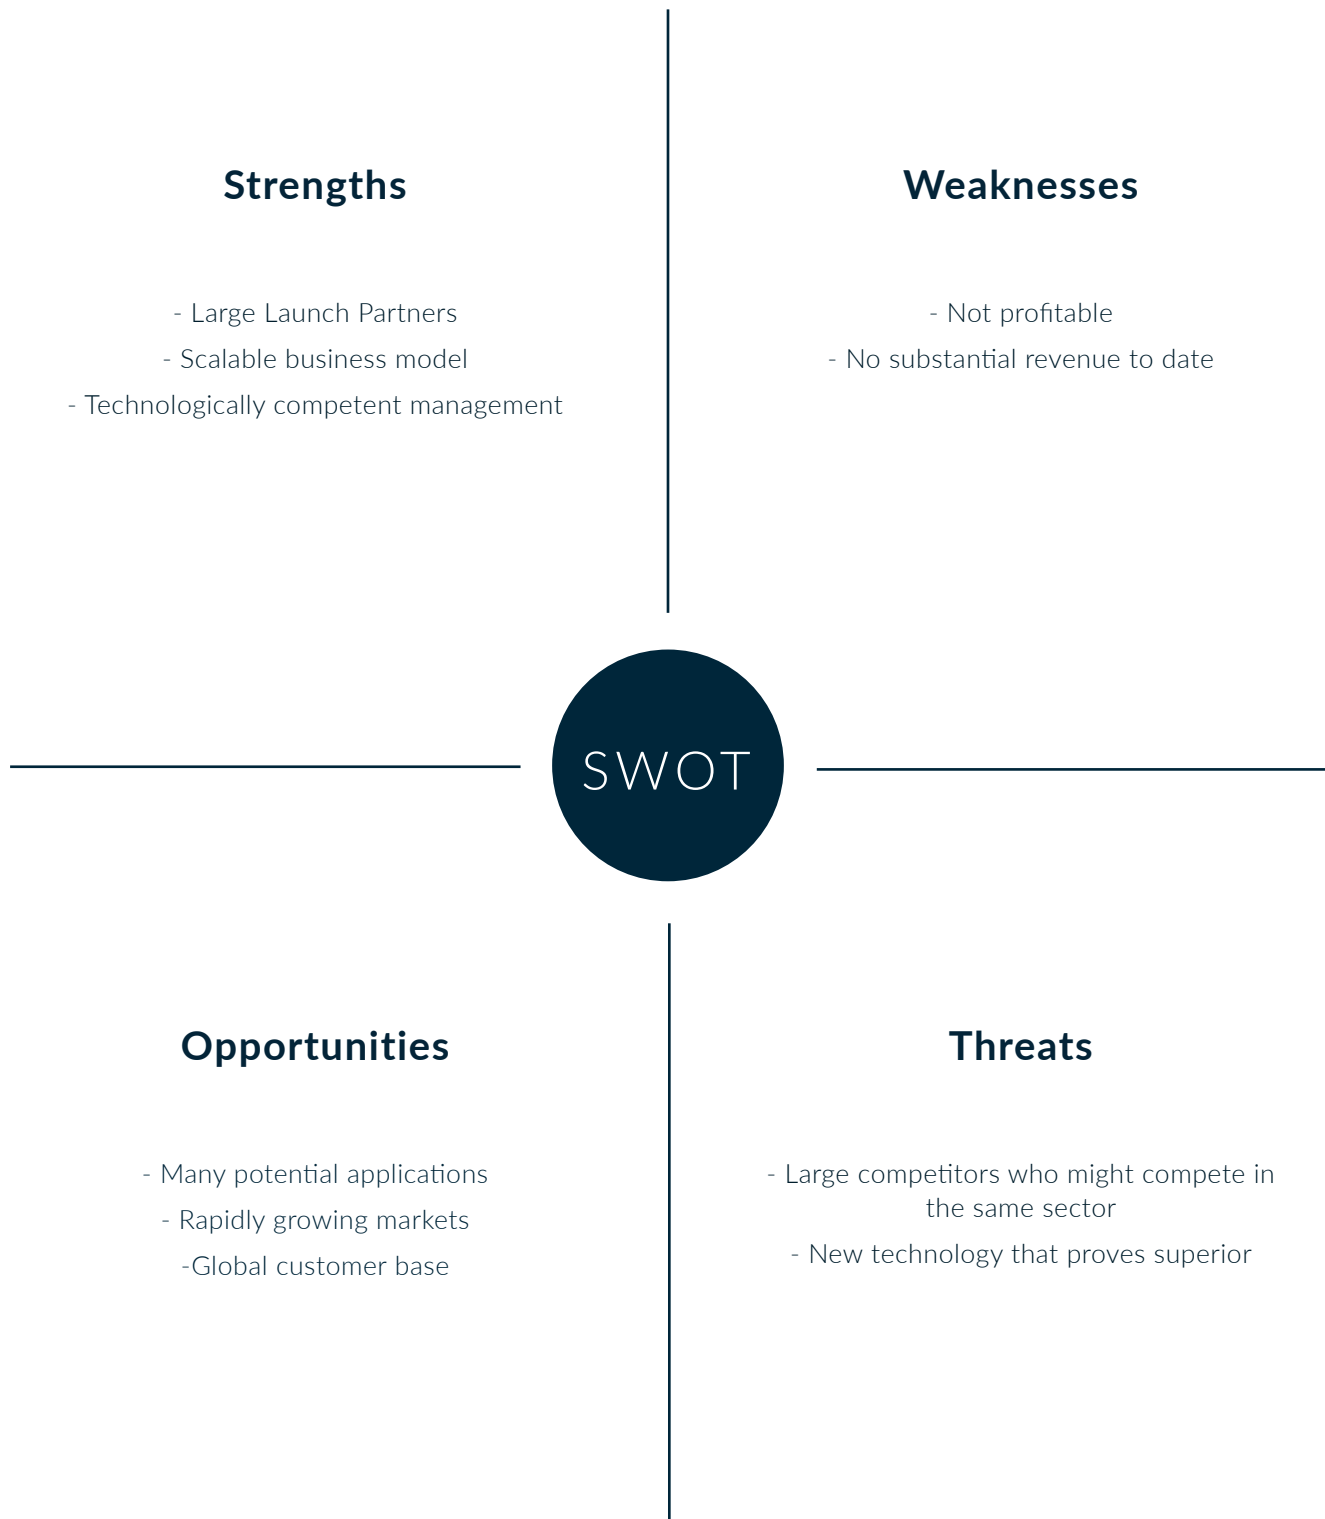 Strengths
- Large Launch Partners
- Scalable business model
- Technologically competent management
Weaknesses
- Not profitable
- No substantial revenue to date
SWOT
Opportunities
- Many potential applications
- Rapidly growing markets
-Global customer base
Threats
- Large competitors who might compete in
the same sector
- New technology that proves superior